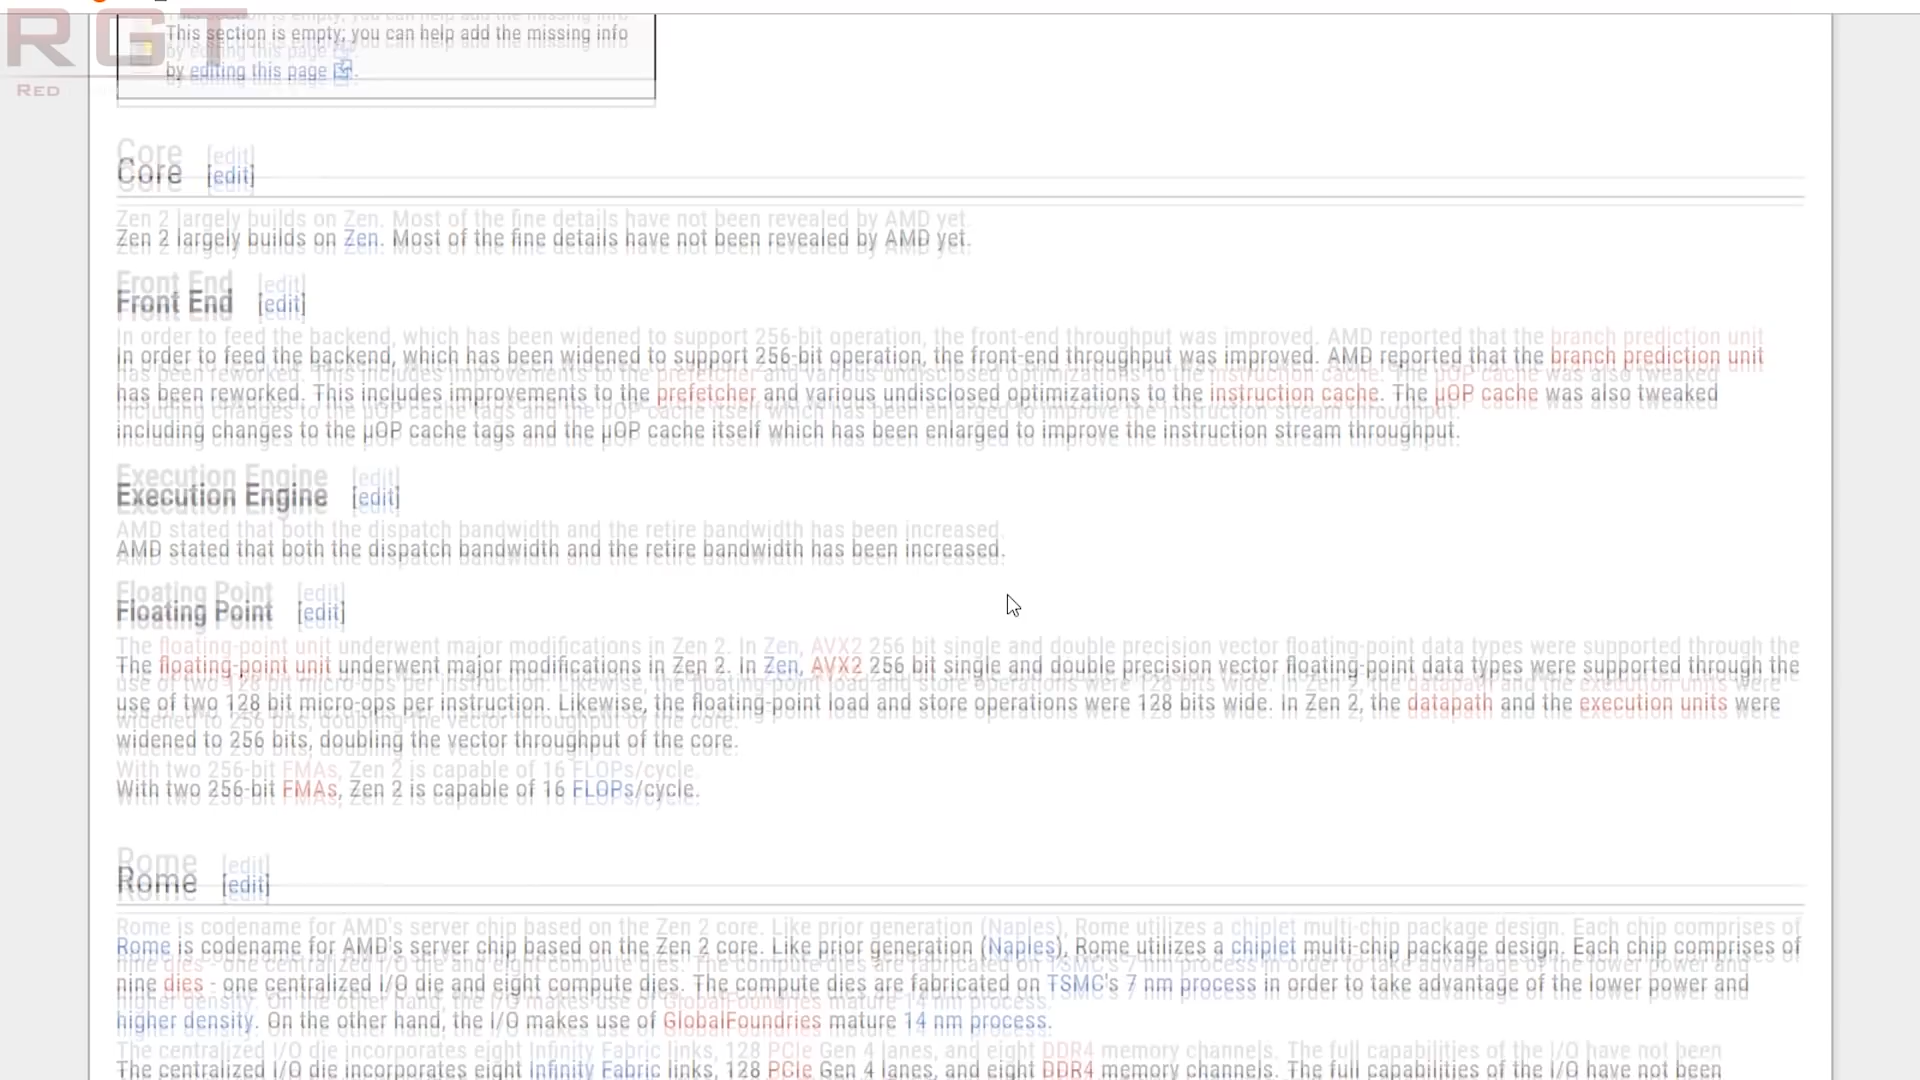 RGT
RED
This section is empty; you can help add the missing info
by editing this page
Core [edit]
Zen 2 largely builds on Zen. Most of the fine details have not been revealed by AMD yet.
Front End [edit]
In order to feed the backend, which has been widened to support 256-bit operation, the front-end throughput was improved. AMD reported that the branch prediction unit
has been reworked. This includes improvements to the prefetcher and various undisclosed optimizations to the instruction cache. The μOP cache was also tweaked
including changes to the μOP cache tags and the μOP cache itself which has been enlarged to improve the instruction stream throughput.
Execution Engine [edit]
AMD stated that both the dispatch bandwidth and the retire bandwidth has been increased.
Floating Point [edit]
The floating-point unit underwent major modifications in Zen 2. In Zen, AVX2 256 bit single and double precision vector floating-point data types were supported through the
use of two 128 bit micro-ops per instruction. Likewise, the floating-point load and store operations were 128 bits wide. In Zen 2, the datapath and the execution units were
widened to 256 bits, doubling the vector throughput of the core.
With two 256-bit FMAs, Zen 2 is capable of 16 FLOPs/cycle.
Rome [edit]
Rome is codename for AMD's server chip based on the Zen 2 core. Like prior generation (Naples), Rome utilizes a chiplet multi-chip package design. Each chip comprises of
nine dies - one centralized I/O die and eight compute dies. The compute dies are fabricated on TSMC's 7 nm process in order to take advantage of the lower power and
higher density. On the other hand, the I/O makes use of GlobalFoundries mature 14 nm process.
The centralized I/O die incorporates eight Infinity Fabric links, 128 PCIe Gen 4 lanes, and eight DDR4 memory channels. The full capabilities of the I/O have not been